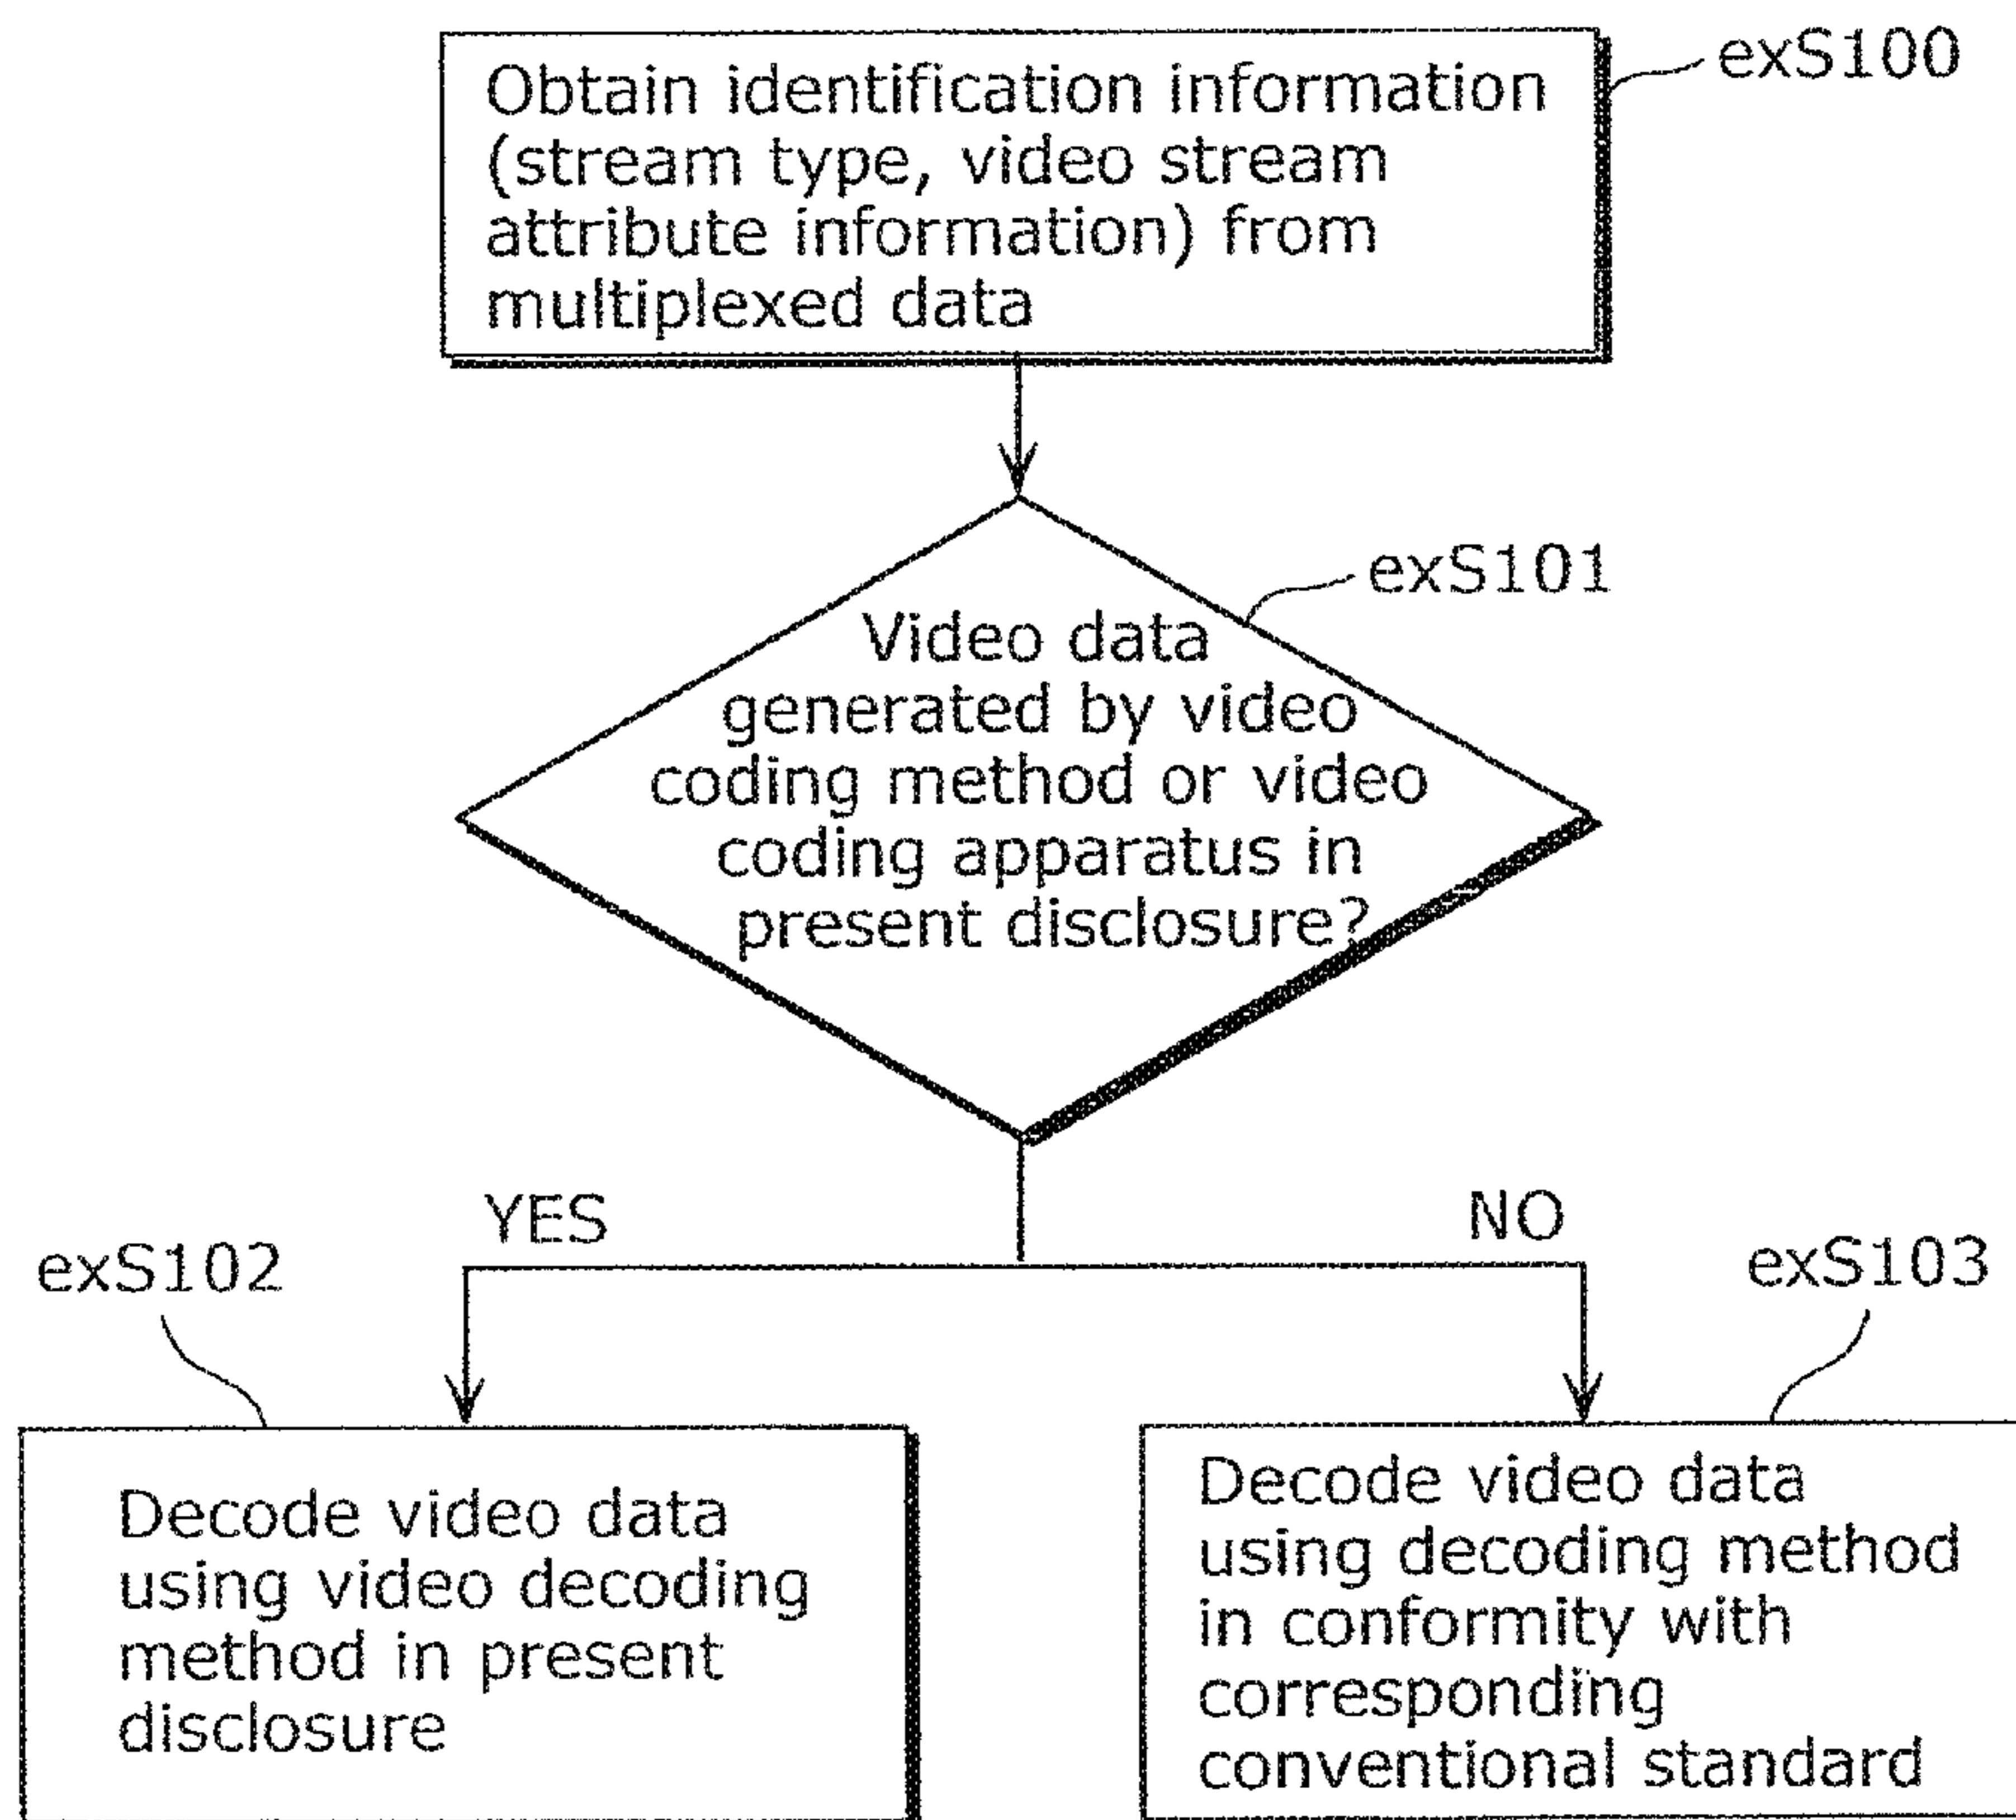 Obtain identification information
(stream type, video stream
attribute information) from
multiplexed data
exS100
exS101
Video data
generated by video
coding method or video
coding apparatus in
present disclosure?
YES
NO
exS102
exS103
Decode video data
using video decoding
method in present
disclosure
Decode video data
using decoding method
in conformity with
corresponding
conventional standard